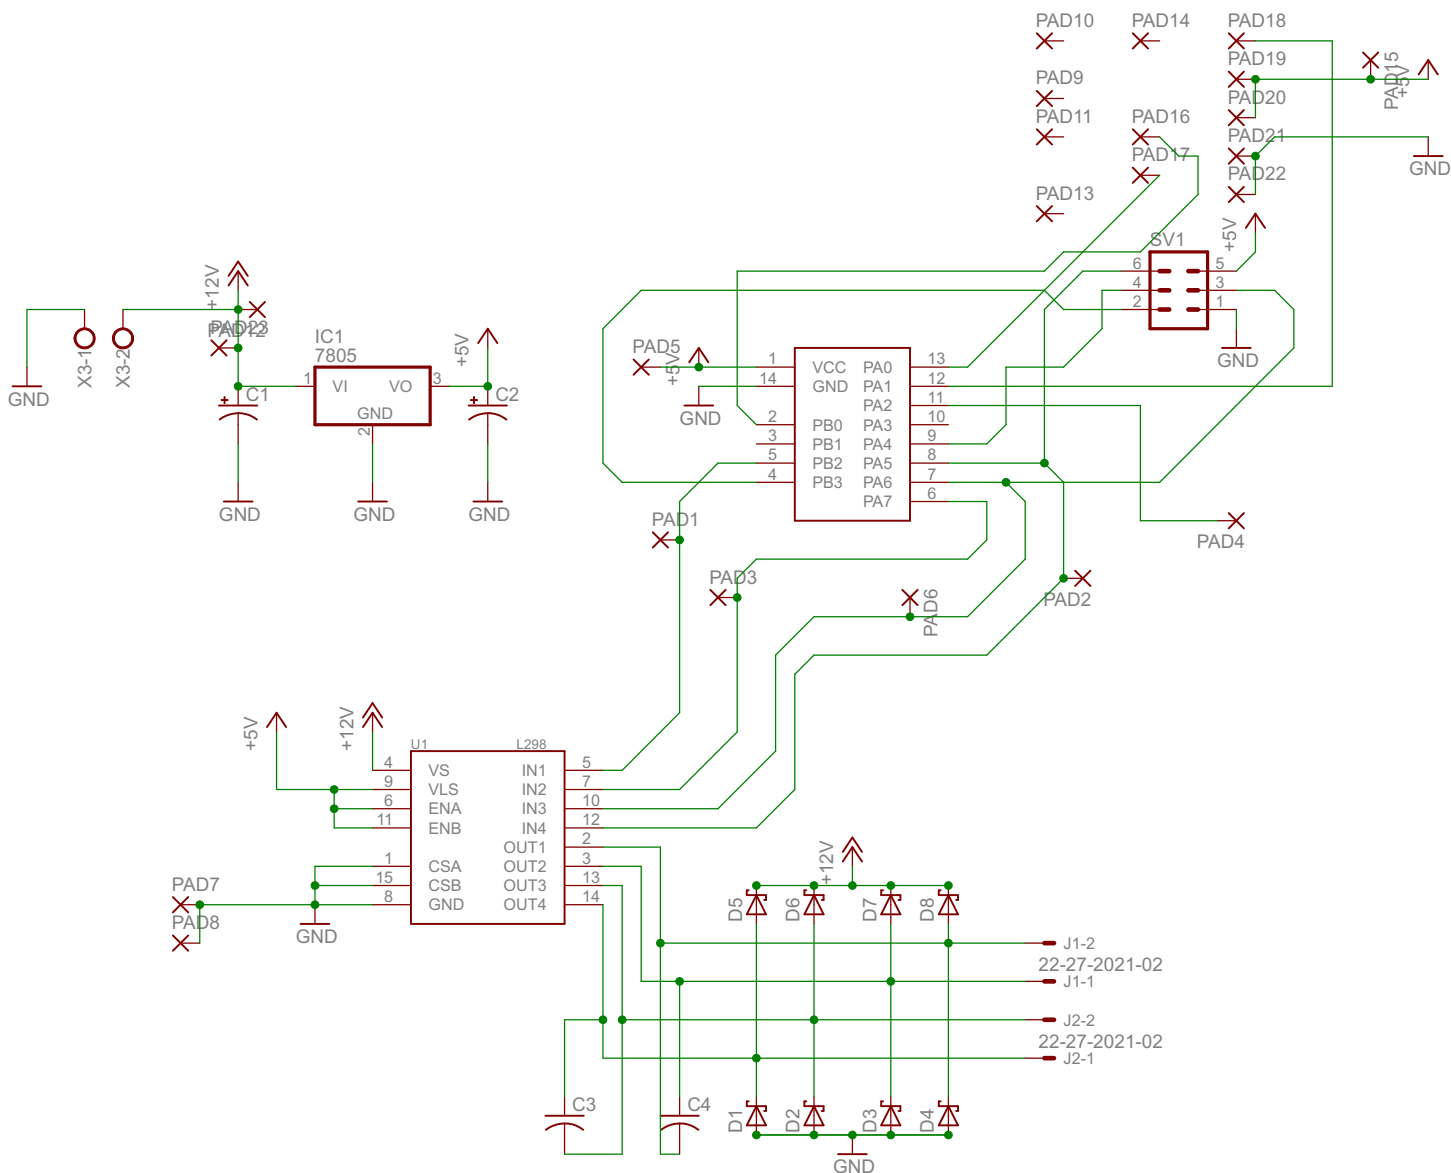 PAD10 PAD14 PAD18
PAD19
PAD15
+5V
PAD9
PAD20
PAD11 PAD16 PAD21
GND
PAD17
PAD22
PAD13
SV1
+5V
6 5
4 3
2 1
GND
+12V
PAD23
PAD12
X3-1
X3-2
GND
IC1
7805
1 VI VO 3
GND
2
+5V
C1
C2
GND GND GND
PAD5
+5V
GND
1 VCC PA0 13
14 GND PA1 12
PA2 11
2 PB0 PA3 10
3 PB1 PA4 9
5 PB2 PA5 8
4 PB3 PA6 7
PA7 6
PAD1
PAD4
PAD3
PAD6
PAD2
+5V
+12V
U1 L298
4 VS IN1 5
9 VLS IN2 7
6 ENA IN3 10
11 ENB IN4 12
OUT1 2
1 CSA OUT2 3
15 CSB OUT3 13
8 GND OUT4 14
PAD7
PAD8
GND
+12V
D5 D6 D7 D8
J1-2
22-27-2021-02
J1-1
J2-2
22-27-2021-02
J2-1
C3 C4
D1 D2 D3 D4
GND